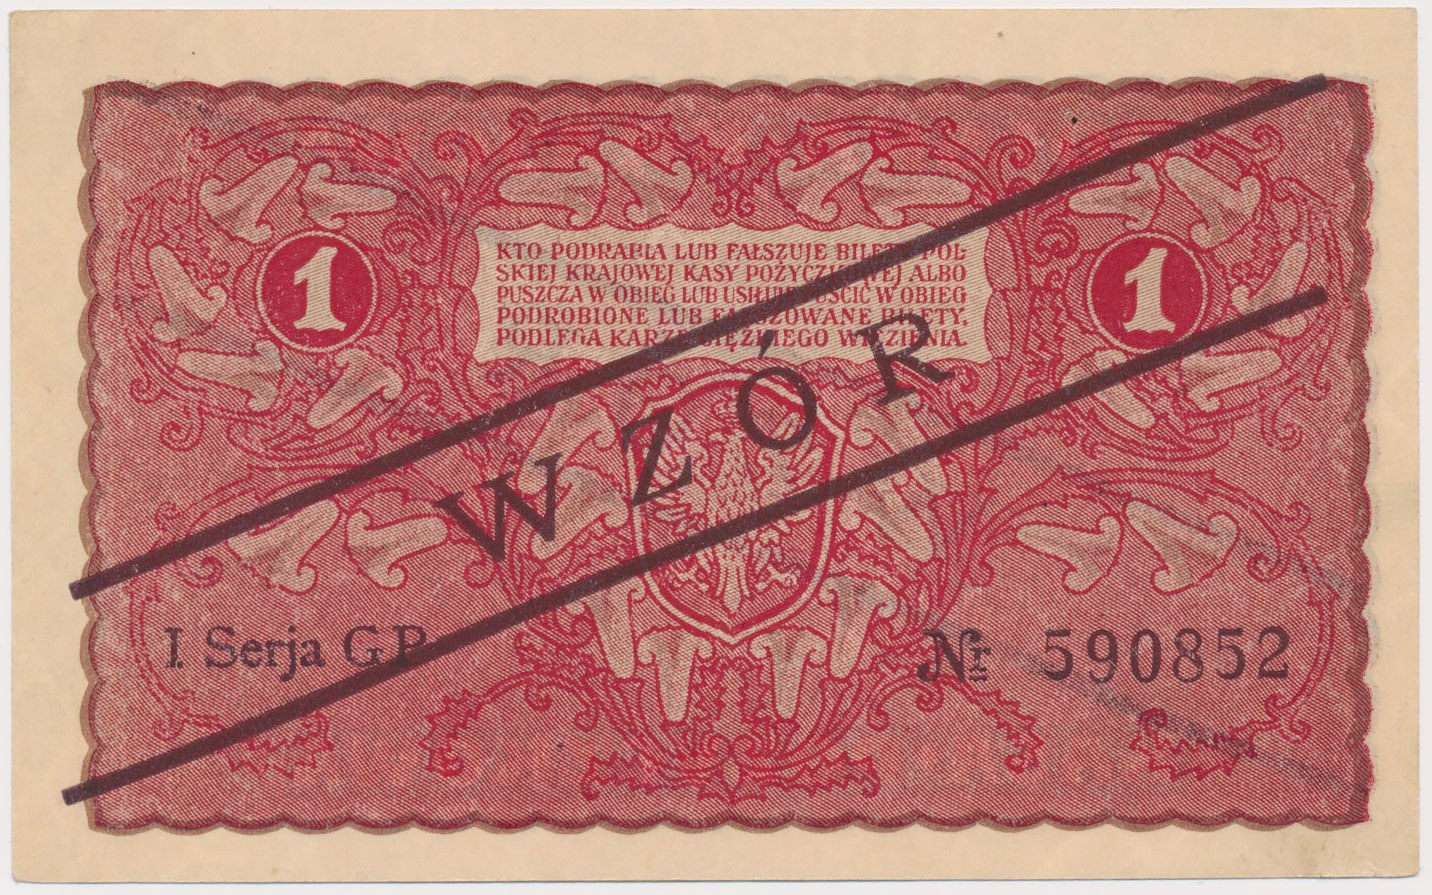 1
1
KTO PODRABIA LUB FAŁSZUJE BILETY POL-
SKIEJ KRAJOWEJ KASY POŻYCZKOWEJ ALBO
PUSZCZA W OBIEG LUB USIŁUJE PUŚCIĆ W OBIEG
PODROBIONE LUB FAŁSZOWANE BILETY,
PODLEGA KARZE CIĘŻKIEGO WIĘZIENIA.
WZÓR
I. Serja GP
Nr 590852